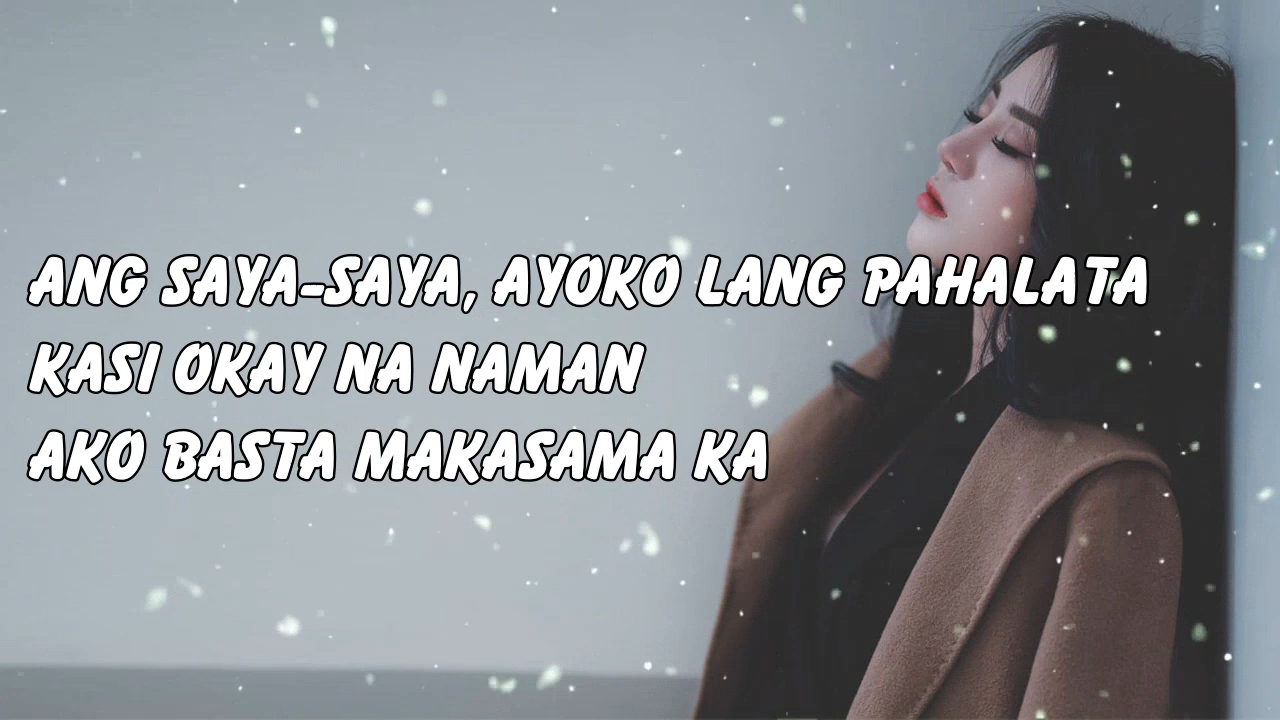 ANG SAYA-SAYA, AYOKO LANG PAHALATA
KASI OKAY NA NAMAN
AKO BASTA MAKASAMA KA